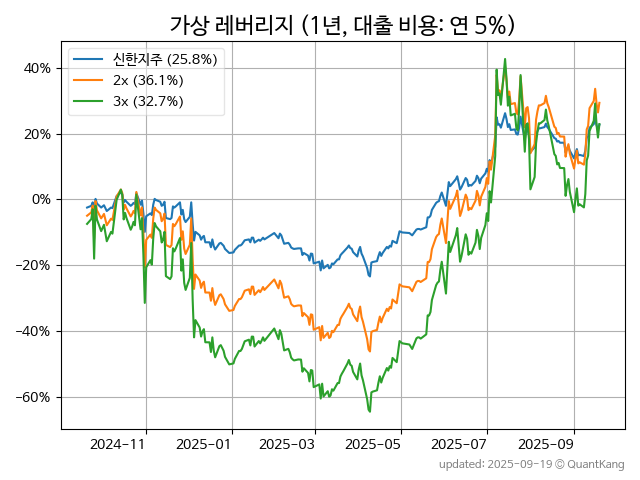 가상 레버리지 (1년, 대출 비용: 연 5%)
신한지주 (25.8%)
2x (36.1%)
3x (32.7%)
40%
20%
0%
−20%
−40%
−60%
2024-11 2025-01 2025-03 2025-05 2025-07 2025-09
updated: 2025-09-19 © QuantKang